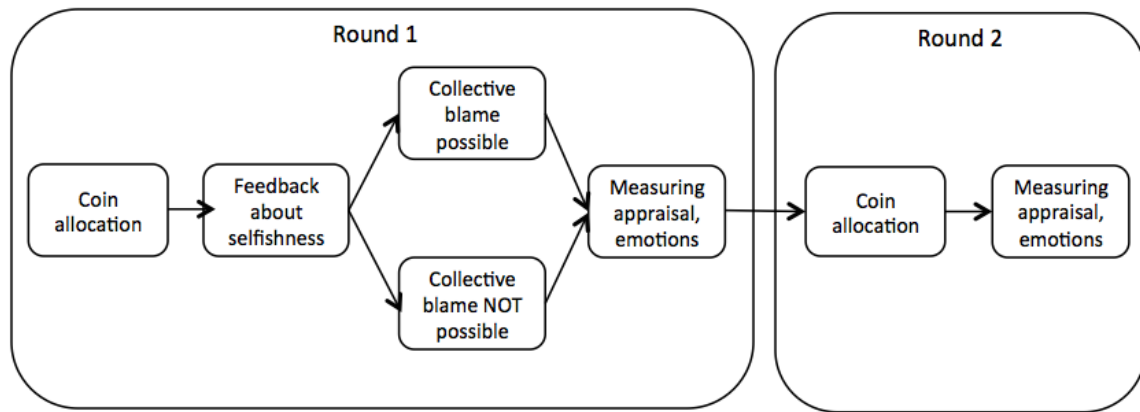 Round 1
Coin
allocation
Feedback
about
selfishness
Collective
blame
possible
Collective
blame NOT
possible
Measuring
appraisal,
emotions
Round 2
Coin
allocation
Measuring
appraisal,
emotions